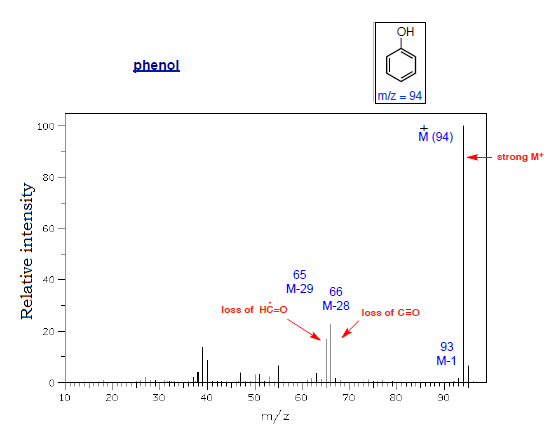 OH
phenol
m/z = 94
100
+
M (94)
strong M+
80
60
Relative intensity
65
M-29
66
M-28
40
loss of HC=O
loss of C≡O
20
93
M-1
0
10 20 30 40 50 60 70 80 90
m/z